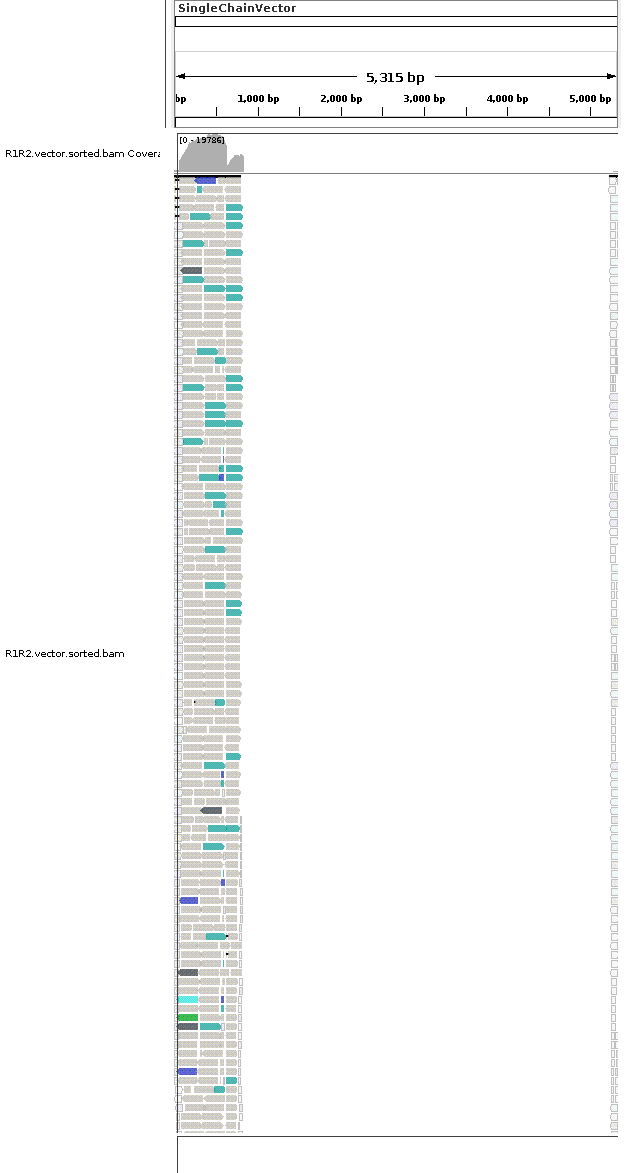 SingleChainVector
5,315 bp
bp 1,000 bp 2,000 bp 3,000 bp 4,000 bp 5,000 bp
[0 - 19786]
R1R2.vector.sorted.bam Covera
R1R2.vector.sorted.bam